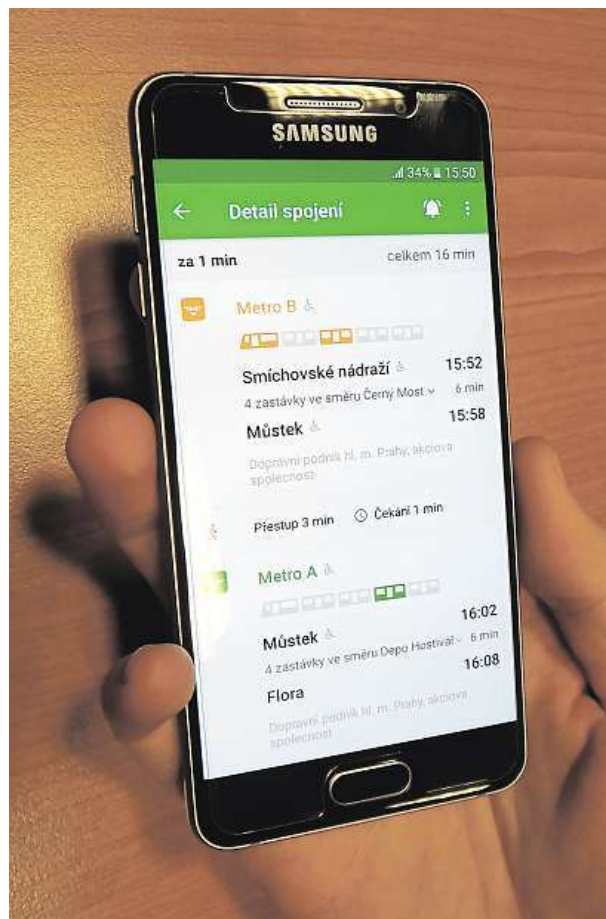 SAMSUNG
34% 15:50
Detail spojení
za 1 min celkem 16 min
Metro B
Smíchovské nádraží 15:52
4 zastávky ve směru Černý Most 6 min
Můstek 15:58
Dopravní podnik hl. m. Prahy, akciova
společnost
Přestup 3 min Čekání 1 min
Metro A
Můstek 16:02
4 zastávky ve směru Depo Hostivař 6 min
Flora 16:08
Dopravní podnik hl. m. Prahy, akciova
společnost